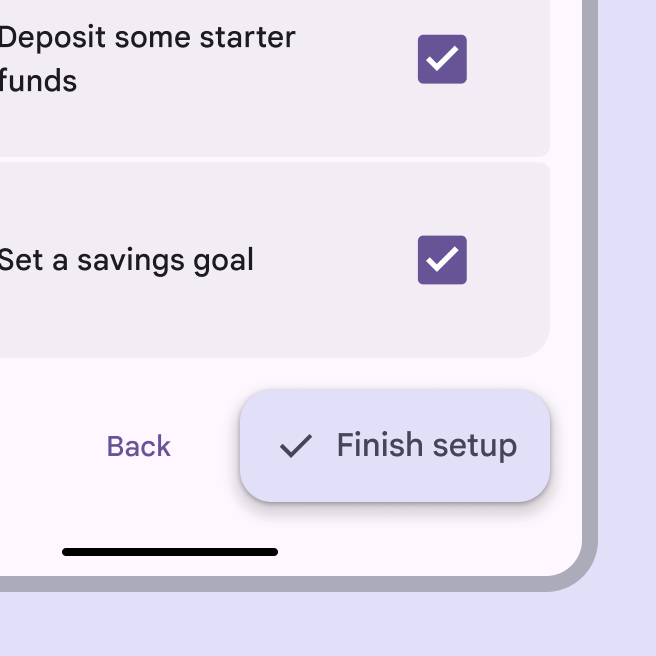 Deposit some starter
funds
Set a savings goal
Back
Finish setup